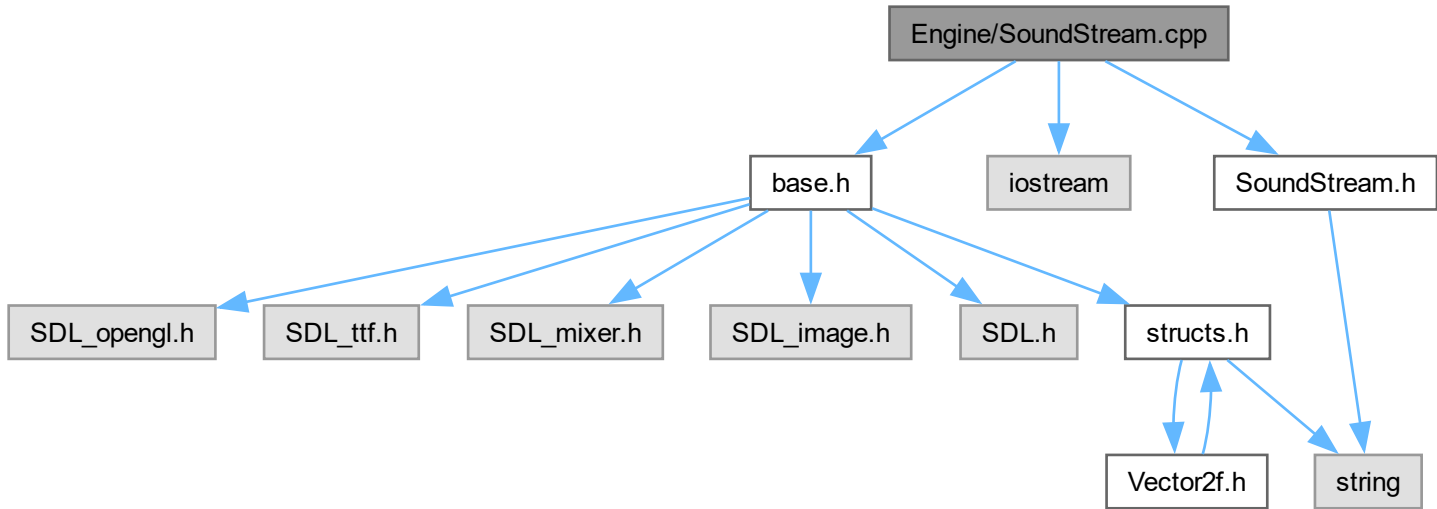 Engine/SoundStream.cpp
base.h
iostream
SoundStream.h
SDL_opengl.h
SDL_ttf.h
SDL_mixer.h
SDL_image.h
SDL.h
structs.h
Vector2f.h
string